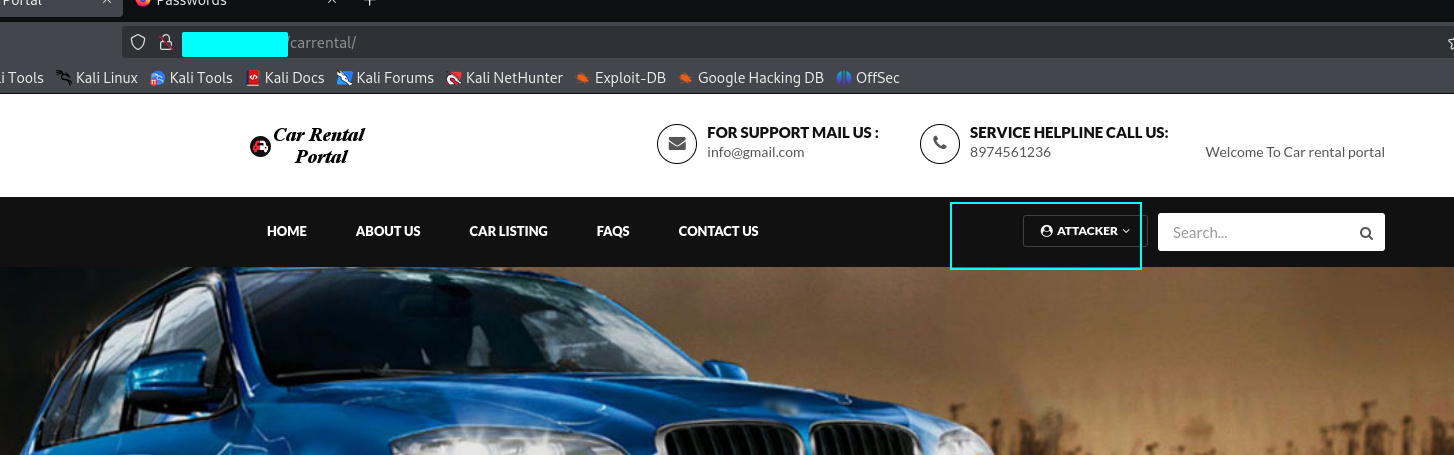 Portal
Passwords
/carrental/
li Tools Kali Linux Kali Tools Kali Docs Kali Forums Kali NetHunter Exploit-DB Google Hacking DB OffSec
Car Rental
Portal
FOR SUPPORT MAIL US :
info@gmail.com
SERVICE HELPLINE CALL US:
8974561236
Welcome To Car rental portal
HOME ABOUT US CAR LISTING FAQS CONTACT US ATTACKER Search...